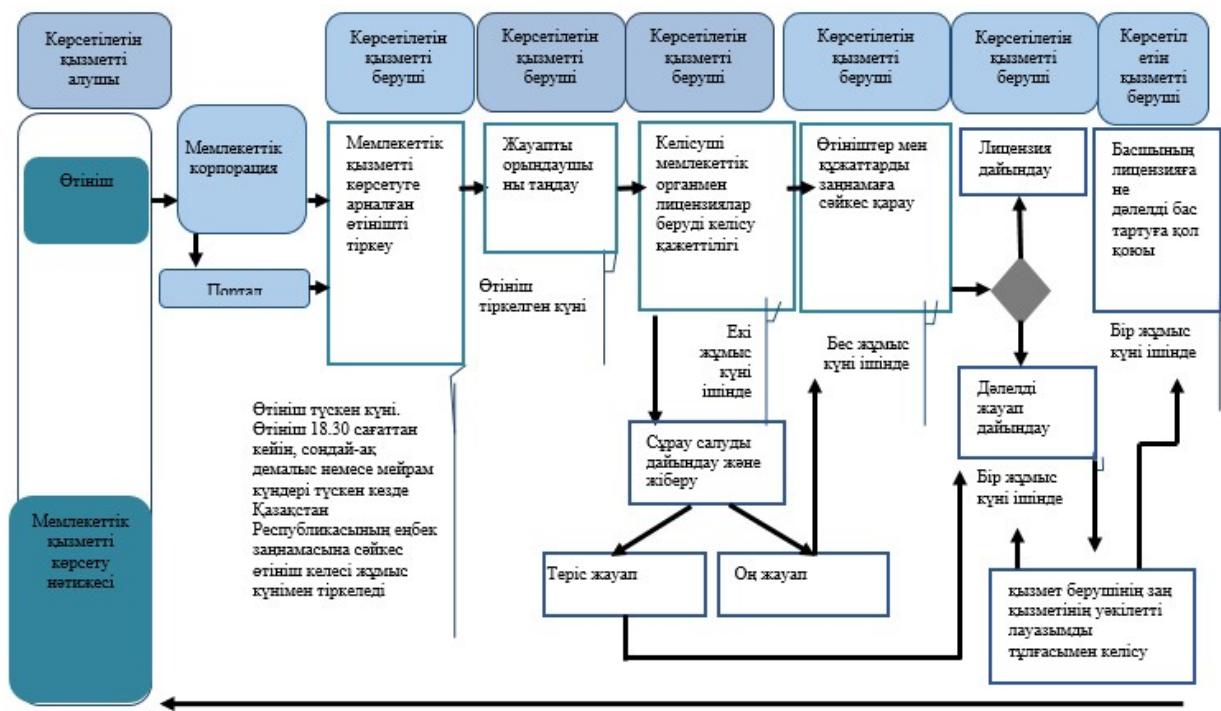 Көрсетілетін
қызметті
алушы
Көрсетілетін
қызметті
беруші
Көрсетілетін
қызметті
беруші
Көрсетілетін
қызметті
беруші
Көрсетілетін
қызметті
беруші
Көрсетілетін
қызметті
беруші
Көрсетіл
етін
қызметті
беруші
Өтініш
Мемлекеттік
корпорация
Портал
Мемлекеттік
қызметті
көрсетуге
арналған
өтінішті
тіркеу
Жауапты
орындаушы
ны таңдау
Келісуші
мемлекеттік
органмен
лицензиялар
беруді келісу
қажеттілігі
Өтініштер мен
құжаттарды
заңнамаға
сәйкес қарау
Лицензия
дайындау
Басшының
лицензияға
не
дәлелді бас
тартуға қол
қоюы
Өтініш
тіркелген күні
Екі
жұмыс
күні
ішінде
Бес жұмыс
күні ішінде
Бір жұмыс
күні ішінде
Дәлелді
жауап
дайындау
Өтініш түскен күні.
Өтініш 18.30 сағаттан
кейін, сондай-ақ
демалыс немесе мейрам
күндері түскен кезде
Қазақстан
Республикасының еңбек
заңнамасына сәйкес
өтініш келесі жұмыс
күнімен тіркеледі
Сұрау салуды
дайындау және
жіберу
Бір жұмыс
күні ішінде
Мемлекеттік
қызметті
көрсету
нәтижесі
Теріс жауап
Оң жауап
қызмет берушінің заң
қызметінің уәкілетті
лауазымды
тұлғасымен келісу